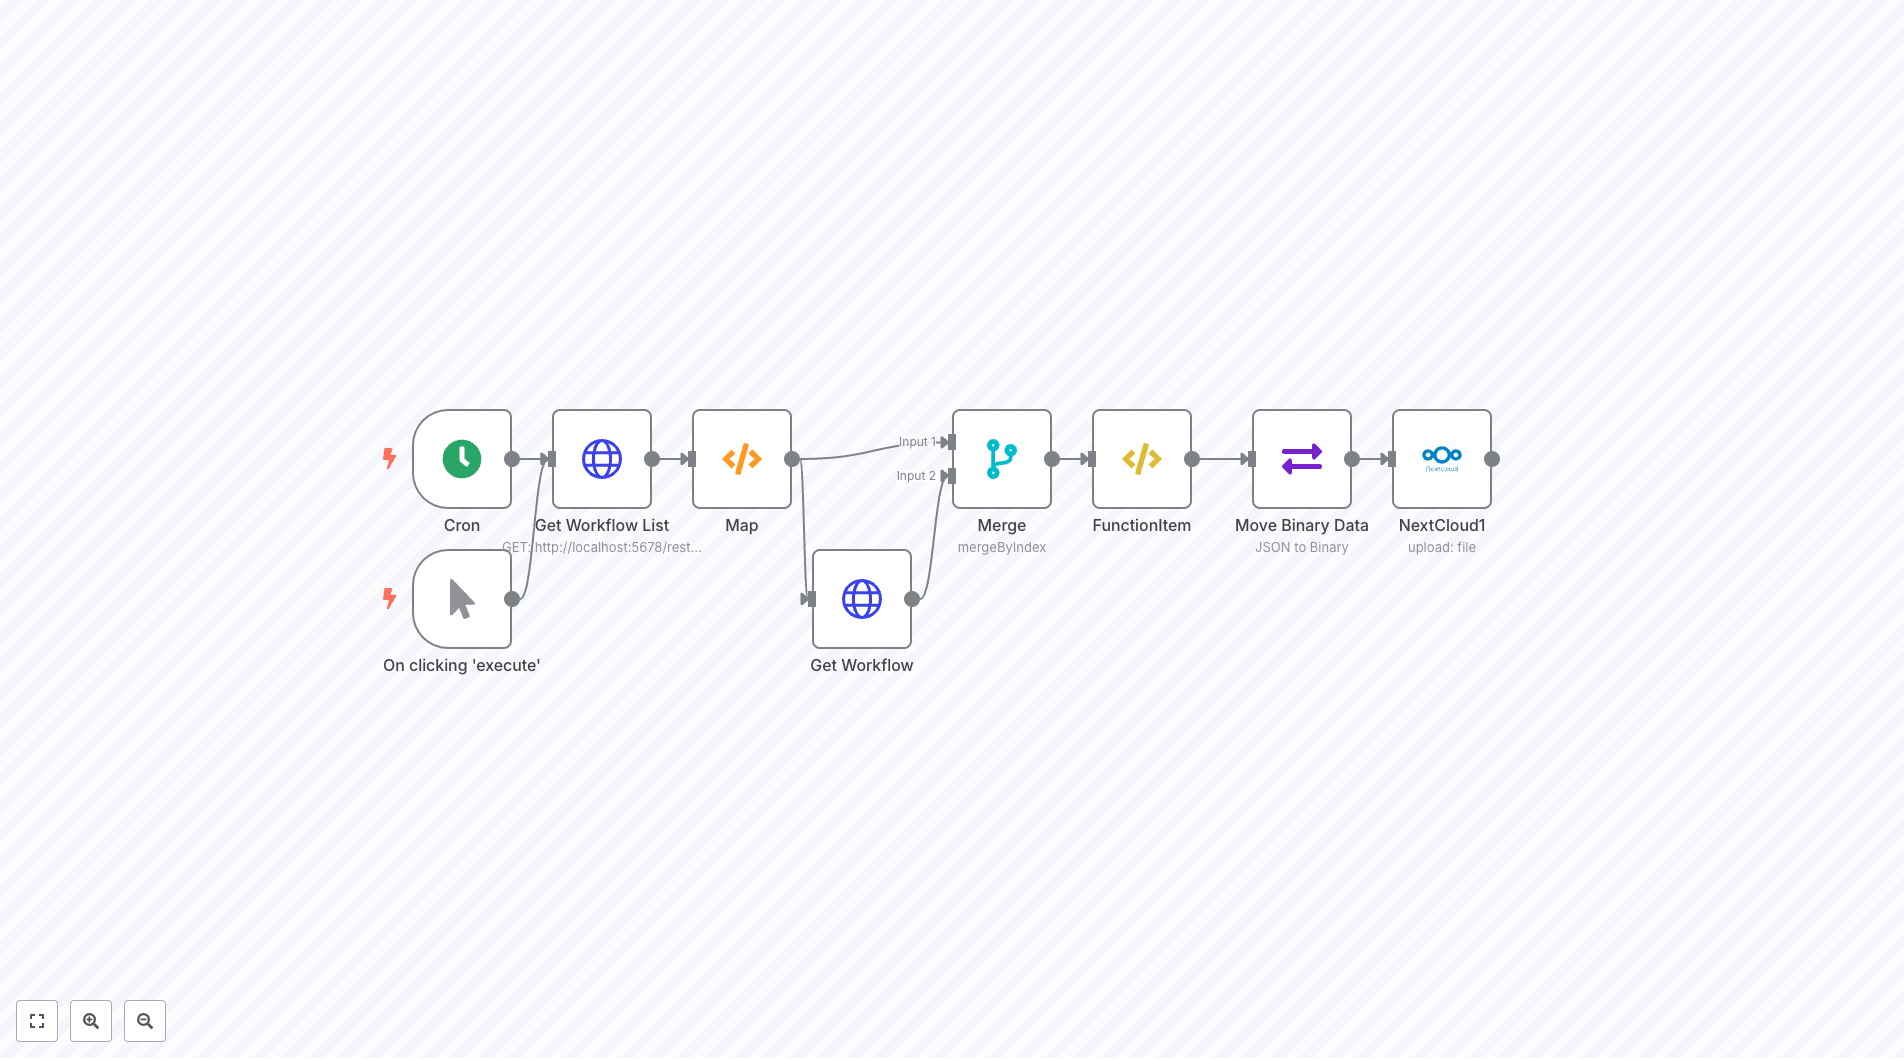 Cron
Get Workflow List
GET: http://localhost:5678/rest...
Map
Input 1
Input 2
Merge
mergeByIndex
FunctionItem
Move Binary Data
JSON to Binary
Nextcloud
NextCloud1
upload: file
On clicking 'execute'
Get Workflow